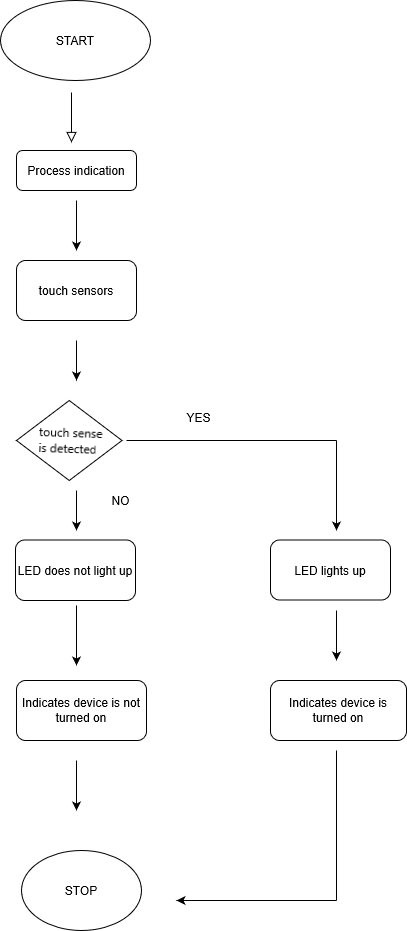 START
Process indication
touch sensors
touch sense
is detected
YES
NO
LED does not light up
LED lights up
Indicates device is not
turned on
Indicates device is
turned on
STOP